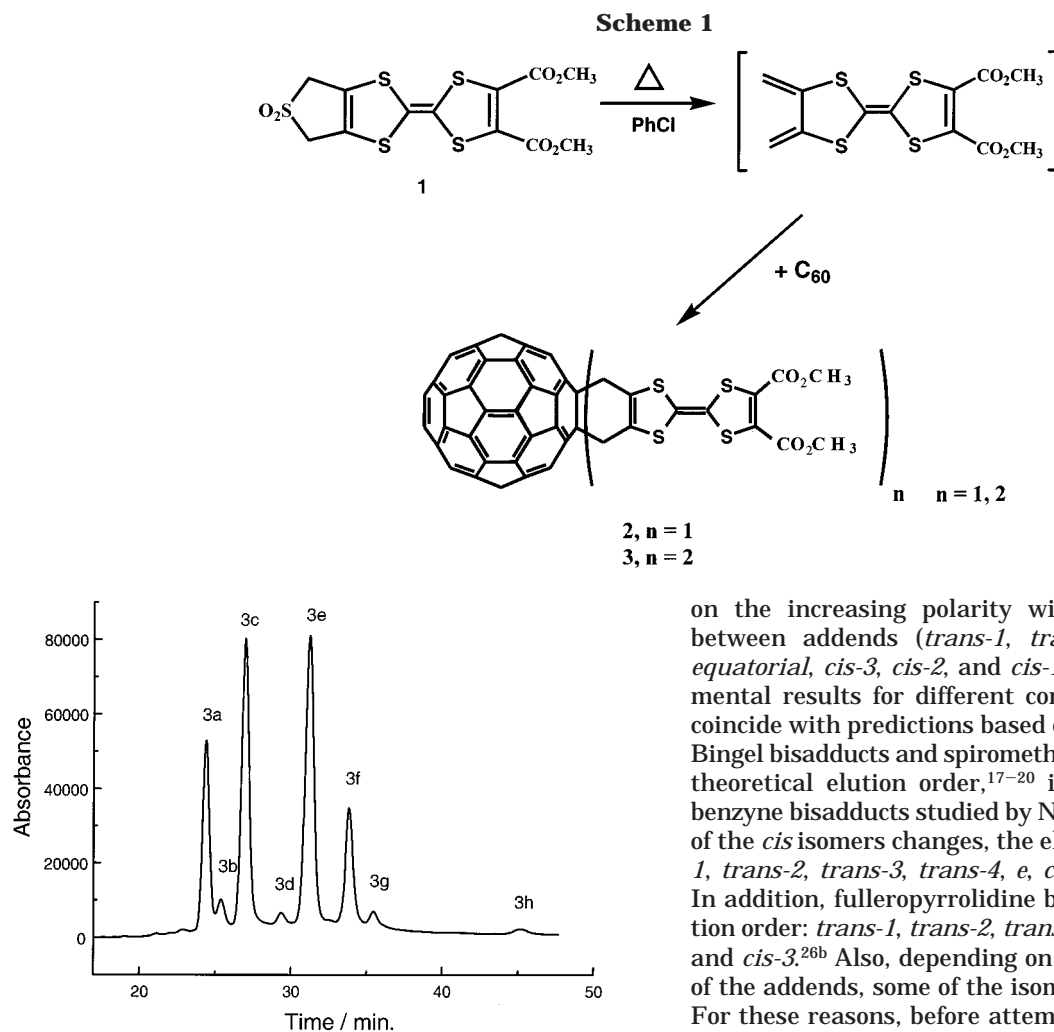 Scheme 1
O2S
S
S
S
S
CO2CH3
CO2CH3
1
△
PhCl
S
S
S
S
CO2CH3
CO2CH3
+ C60
S
S
S
S
CO2CH3
CO2CH3
n n = 1, 2
2, n = 1
3, n = 2
Absorbance
80000
60000
40000
20000
0
3a
3b
3c
3d
3e
3f
3g
3h
20 30 40 50
Time / min.
on the increasing polarity wi
between addends (trans-1, tra
equatorial, cis-3, cis-2, and cis-1
mental results for different con
coincide with predictions based o
Bingel bisadducts and spirometh
theoretical elution order,17−20 i
benzyne bisadducts studied by N
of the cis isomers changes, the el
1, trans-2, trans-3, trans-4, e, c
In addition, fulleropyrrolidine b
tion order: trans-1, trans-2, trans
and cis-3.26b Also, depending on
of the addends, some of the isom
For these reasons, before attem